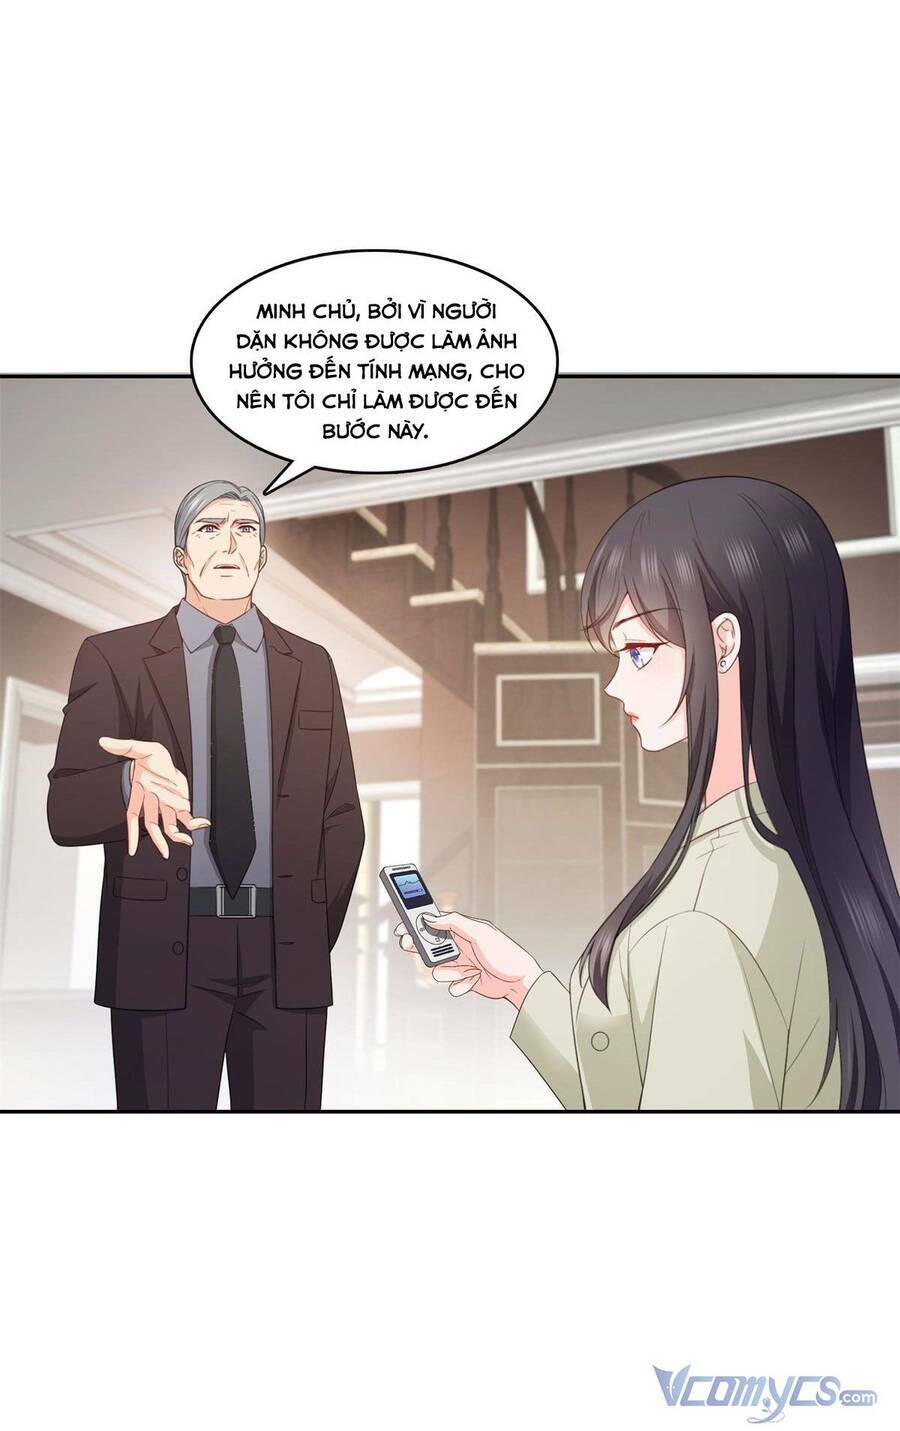 MINH CHỦ, BỞI VÌ NGƯỜI
DẶN KHÔNG ĐƯỢC LÀM ẢNH
HƯỞNG ĐẾN TÍNH MẠNG, CHO
NÊN TÔI CHỈ LÀM ĐƯỢC ĐẾN
BƯỚC NÀY.
VCOMYCS.com